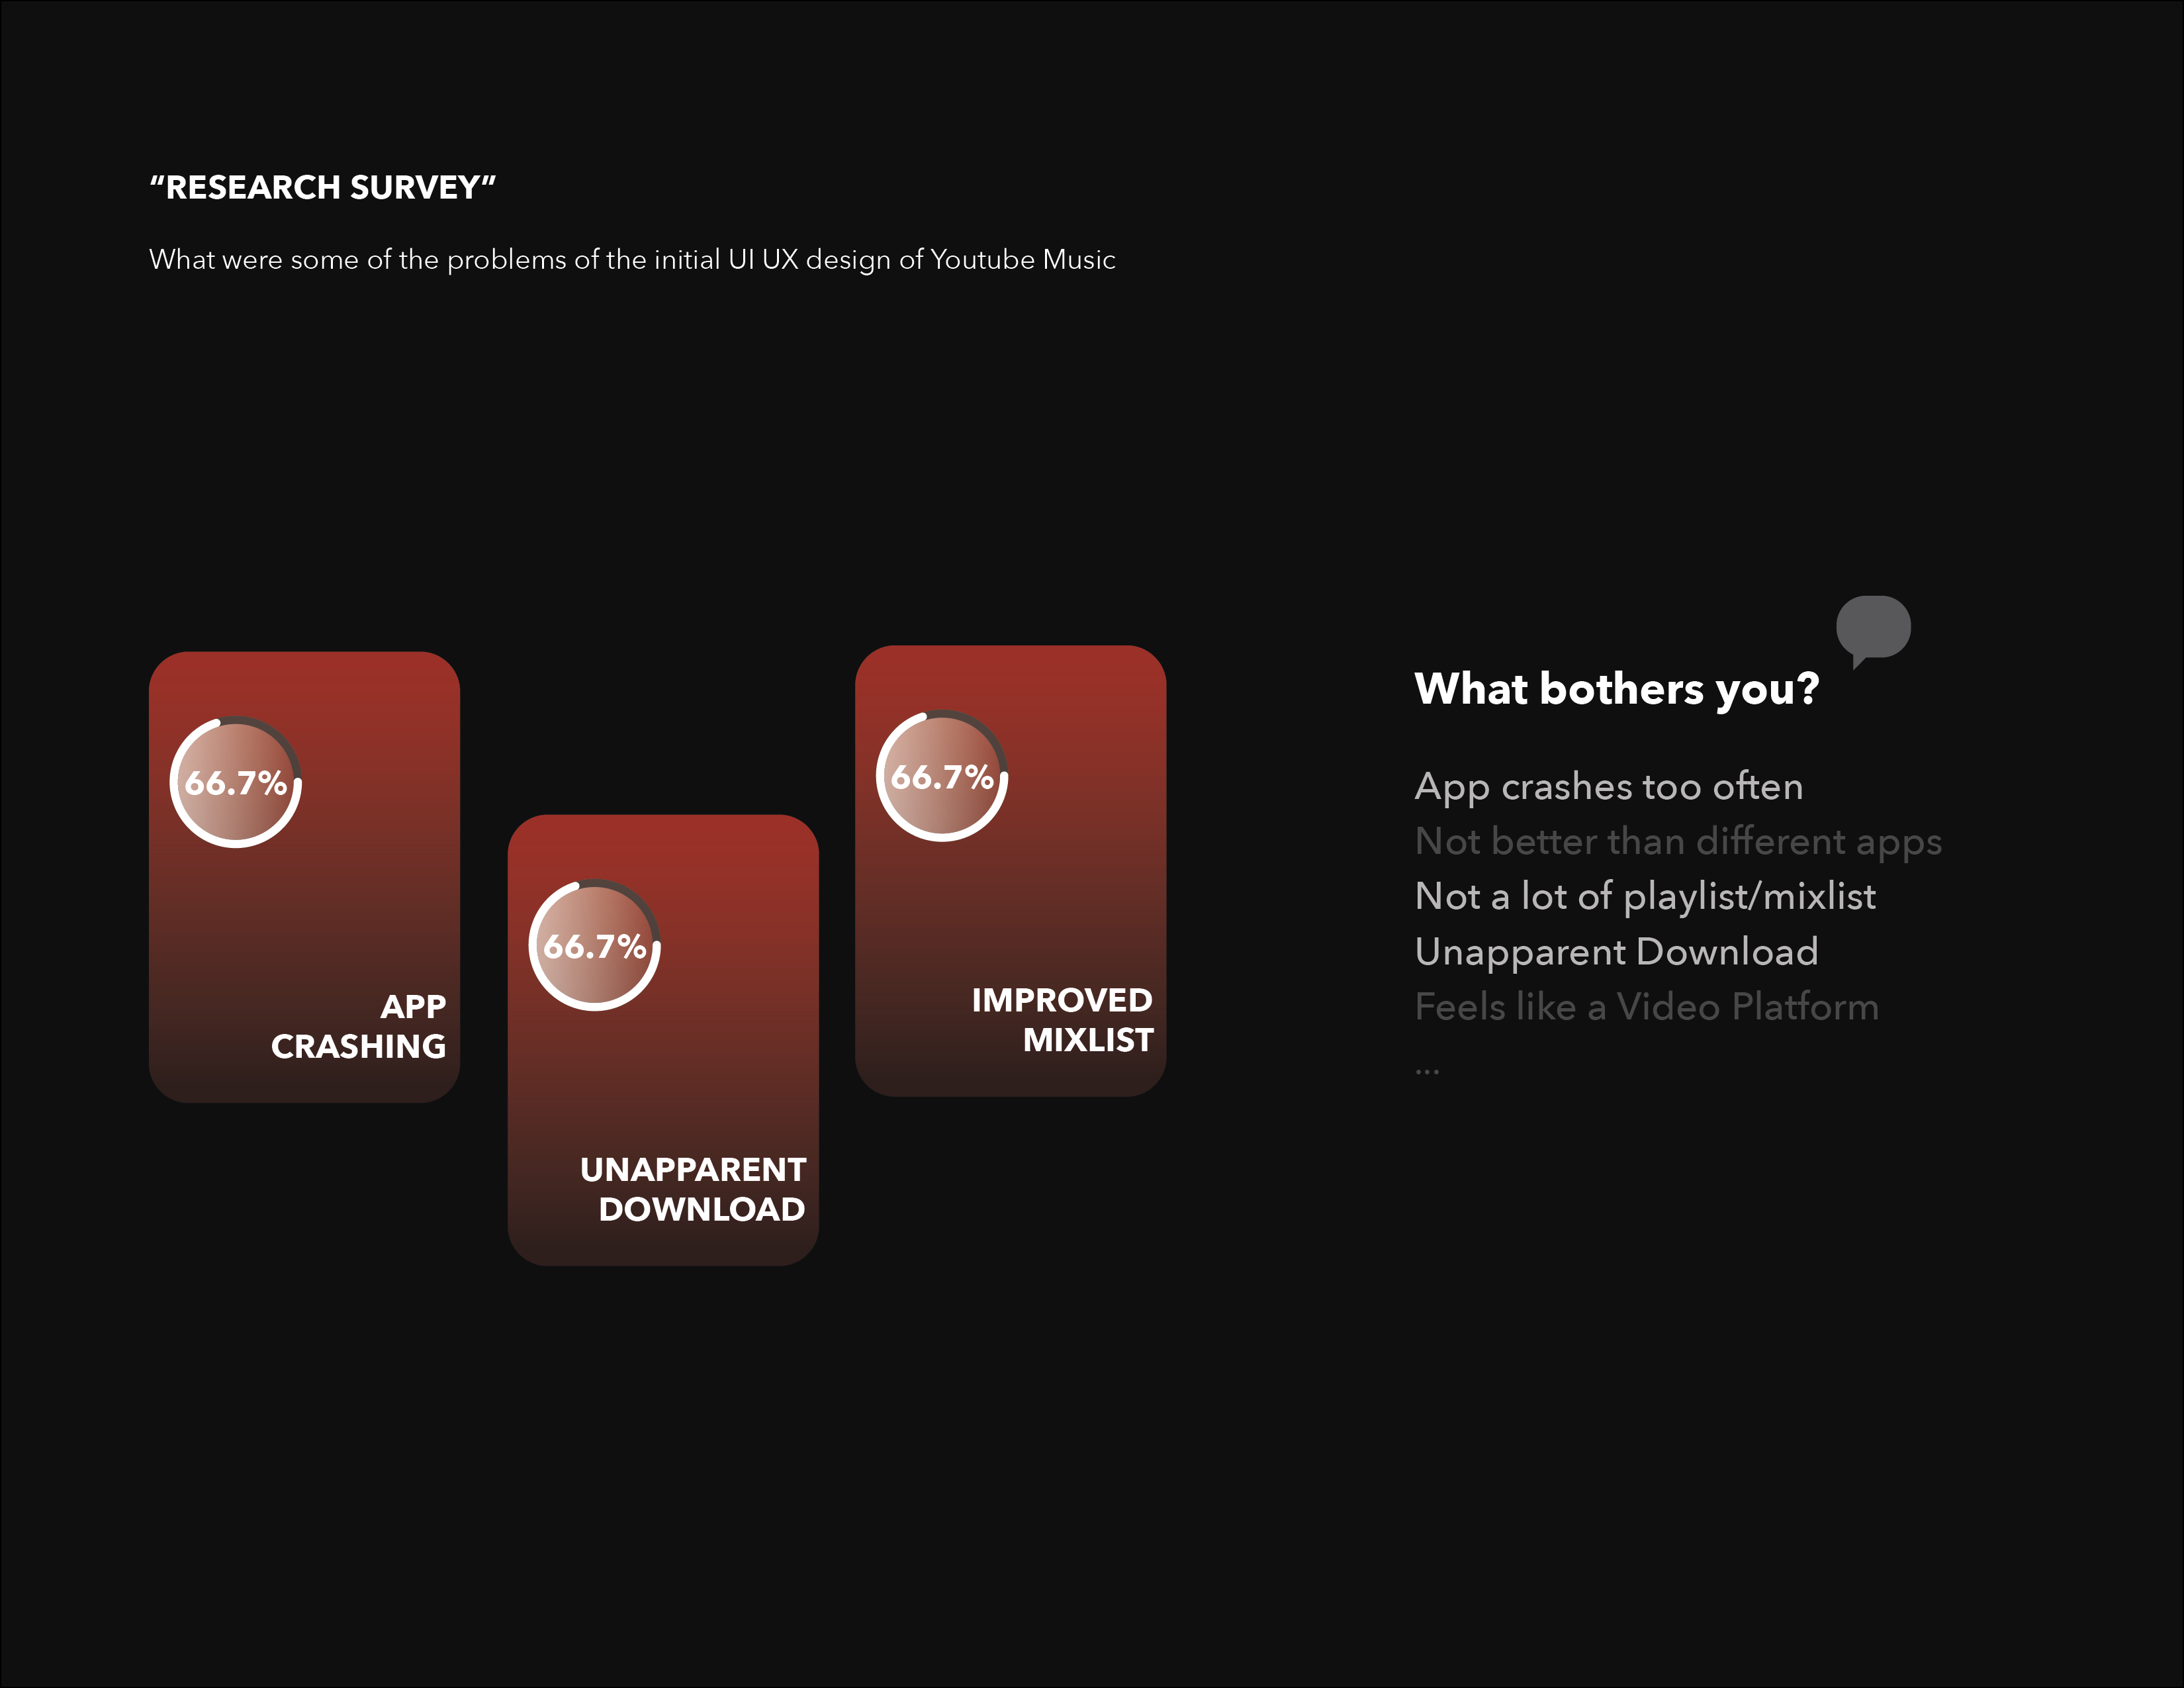 “RESEARCH SURVEY”
What were some of the problems of the initial UI UX design of Youtube Music
66.7%
APP
CRASHING
66.7%
UNAPPARENT
DOWNLOAD
66.7%
IMPROVED
MIXLIST
What bothers you?
App crashes too often
Not better than different apps
Not a lot of playlist/mixlist
Unapparent Download
Feels like a Video Platform
...